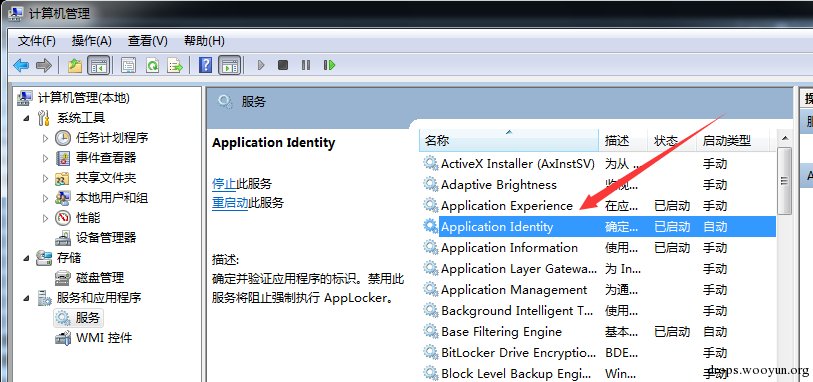 计算机管理
文件(F) 操作(A) 查看(V) 帮助(H)
计算机管理(本地)
系统工具
任务计划程序
事件查看器
共享文件夹
本地用户和组
性能
设备管理器
存储
磁盘管理
服务和应用程序
服务
WMI 控件
服务
Application Identity
停止此服务
重启动此服务
描述:
确定并验证应用程序的标识。禁用此
服务将阻止强制执行 AppLocker。
名称 描述 状态 启动类型
ActiveX Installer (AxInstSV) 为从... 手动
Adaptive Brightness 监视... 手动
Application Experience 在应... 已启动 手动
Application Identity 确定... 已启动 自动
Application Information 使用... 已启动 手动
Application Layer Gatewa... 为 In... 手动
Application Management 为通... 手动
Background Intelligent T... 使用... 手动
Base Filtering Engine 基本... 已启动 自动
BitLocker Drive Encryptio... BDE... 手动
Block Level Backup Engi... Win... 手动
drops.wooyun.org